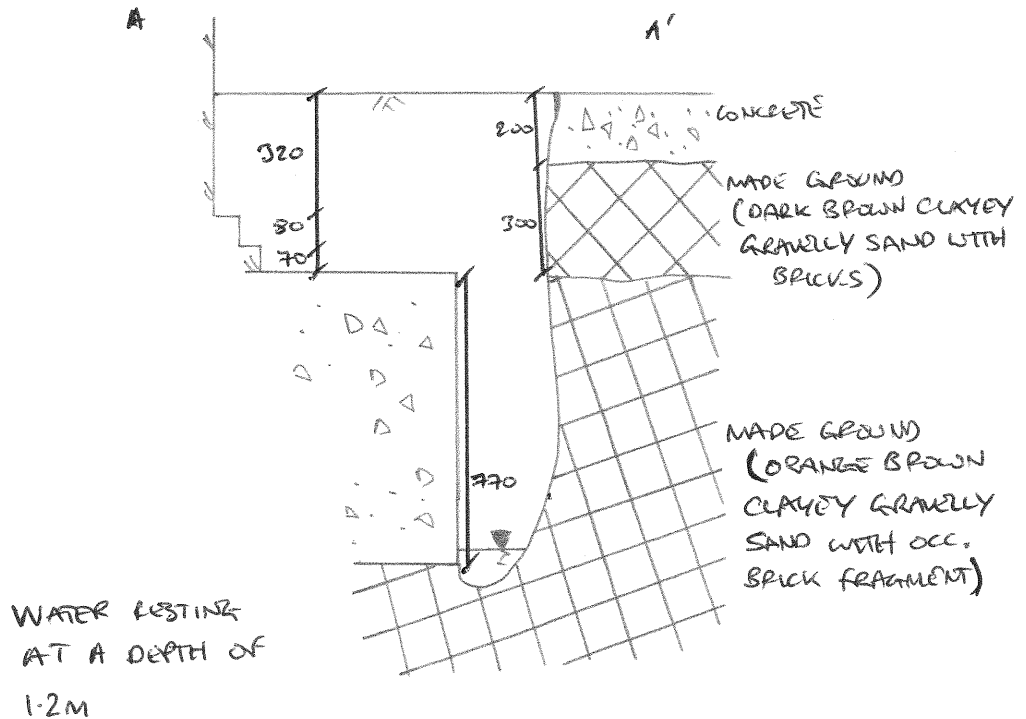 A
A'
320
80
70
200
300
CONCRETE
MADE GROUND
(DARK BROWN CLAYEY
GRAVELLY SAND WITH
BRICKS)
770
MADE GROUND
(ORANGE BROWN
CLAYEY GRAVELLY
SAND WITH OCC.
BRICK FRAGMENT)
WATER RESTING
AT A DEPTH OF
1.2M